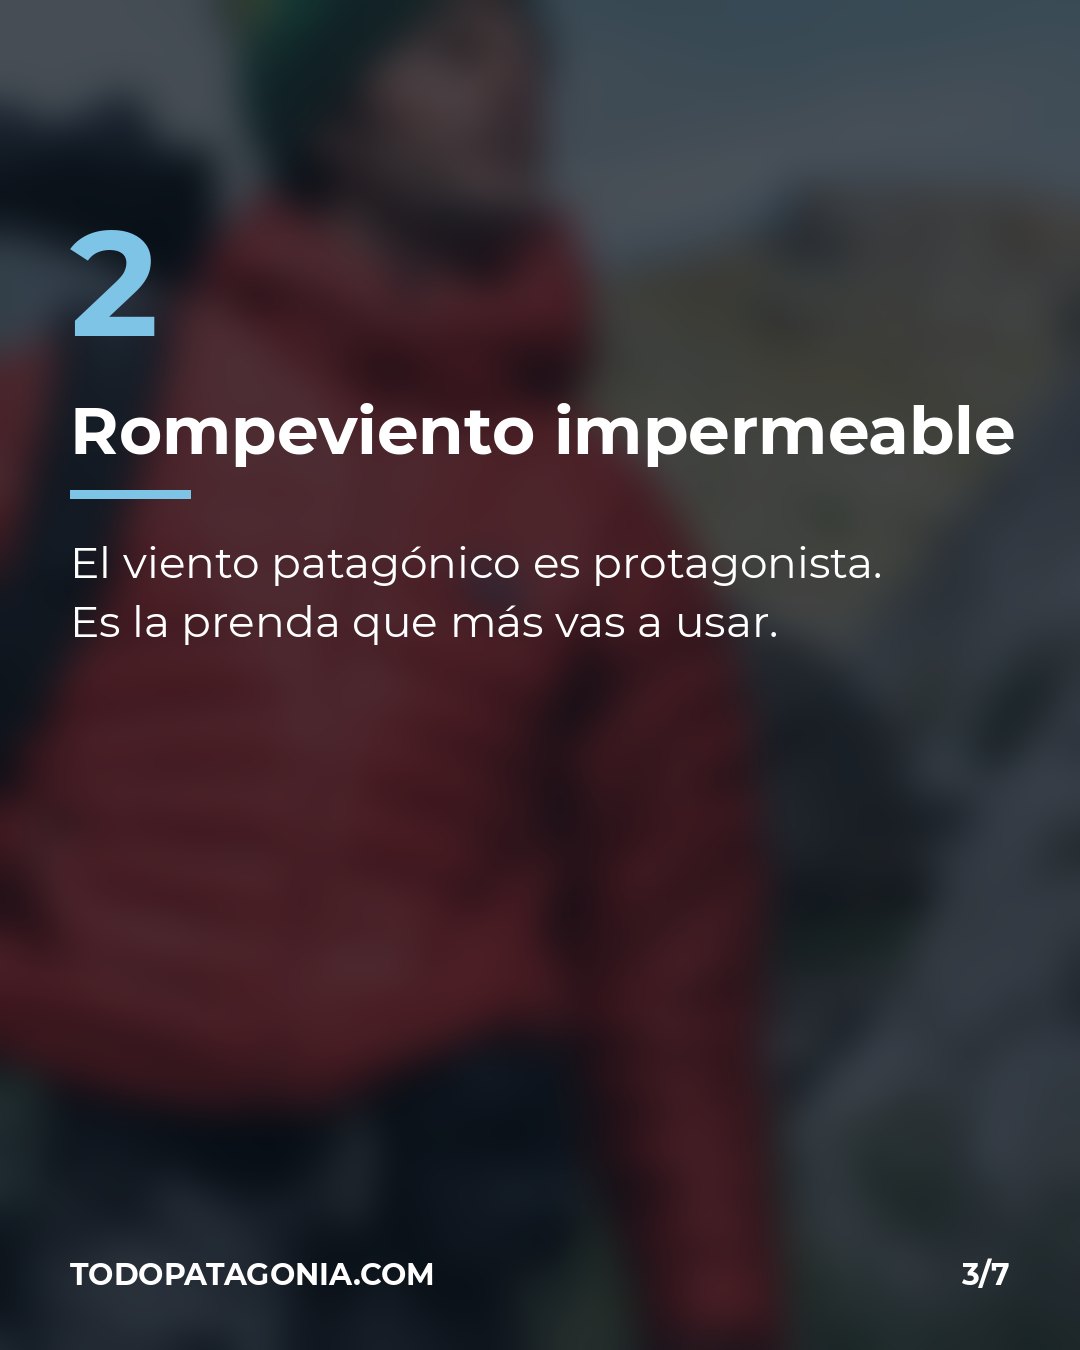 2
Rompeviento impermeable
El viento patagónico es protagonista.
Es la prenda que más vas a usar.
TODOPATAGONIA.COM
3/7